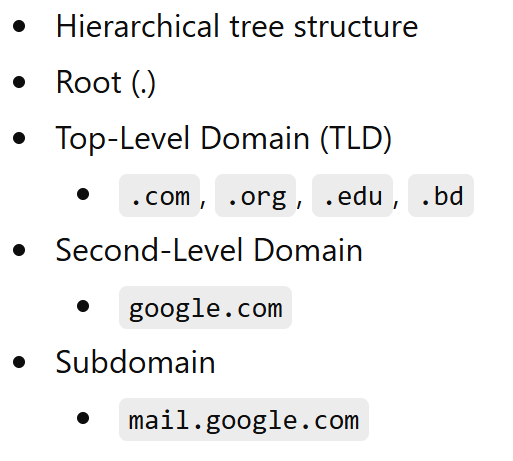 Hierarchical tree structure
Root (.)
Top-Level Domain (TLD)
.com, .org, .edu, .bd
Second-Level Domain
google.com
Subdomain
mail.google.com